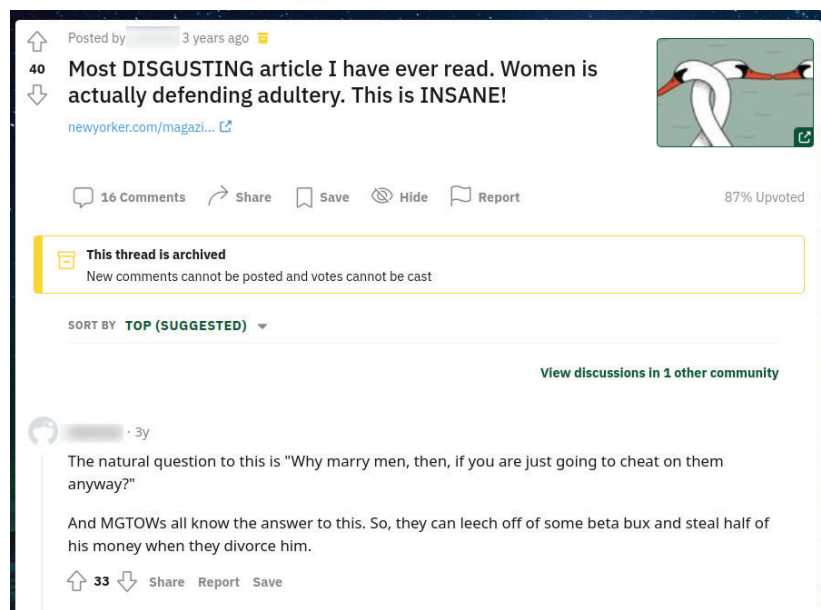 Posted by 3 years ago
40
Most DISGUSTING article I have ever read. Women is
actually defending adultery. This is INSANE!
newyorker.com/magazi...
16 Comments Share Save Hide Report 87% Upvoted
This thread is archived
New comments cannot be posted and votes cannot be cast
SORT BY TOP (SUGGESTED)
View discussions in 1 other community
· 3y
The natural question to this is "Why marry men, then, if you are just going to cheat on them
anyway?"
And MGTOWs all know the answer to this. So, they can leech off of some beta bux and steal half of
his money when they divorce him.
33 Share Report Save